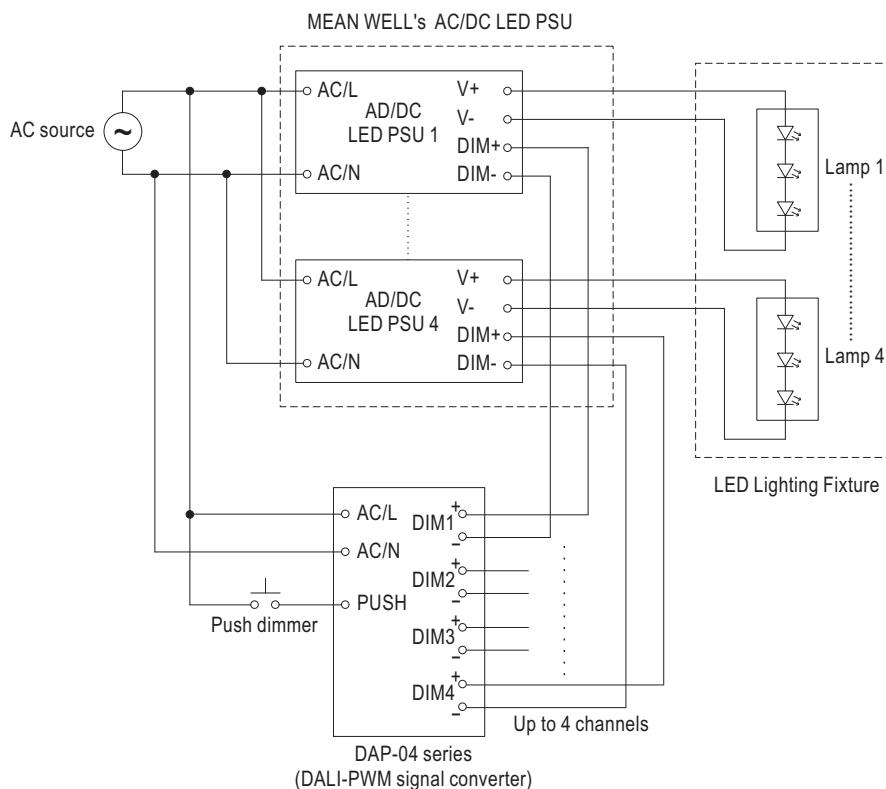 MEAN WELL's AC/DC LED PSU
AC source
~
AC/L
AC/N
AD/DC
LED PSU 1
V+
V-
DIM+
DIM-
Lamp 1
AC/L
AC/N
AD/DC
LED PSU 4
V+
V-
DIM+
DIM-
Lamp 4
LED Lighting Fixture
AC/L
AC/N
PUSH
Push dimmer
DIM1
+
-
DIM2
+
-
DIM3
+
-
DIM4
+
-
Up to 4 channels
DAP-04 series
(DALI-PWM signal converter)